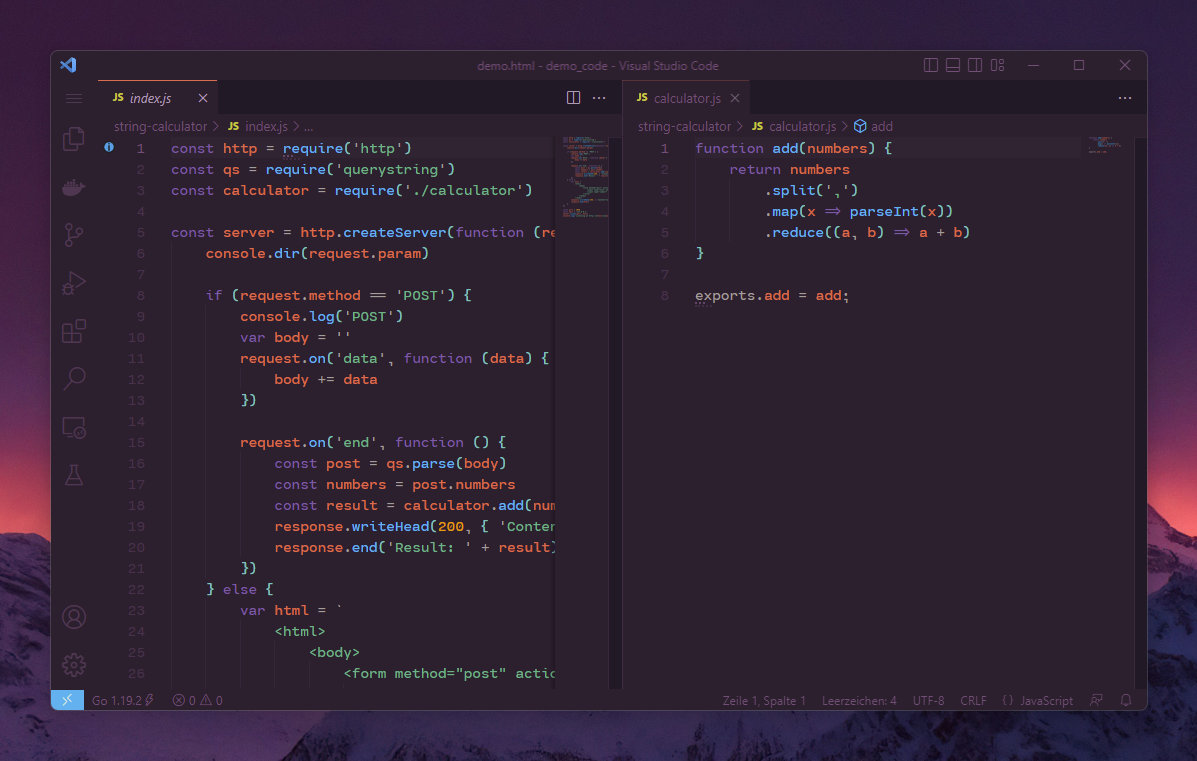 demo.html - demo_code - Visual Studio Code
JS index.js
string-calculator > JS index.js > ...
1 const http = require('http')
2 const qs = require('querystring')
3 const calculator = require('./calculator')
4
5 const server = http.createServer(function (re
6 console.dir(request.param)
7
8 if (request.method == 'POST') {
9 console.log('POST')
10 var body = ''
11 request.on('data', function (data) {
12 body += data
13 })
14
15 request.on('end', function () {
16 const post = qs.parse(body)
17 const numbers = post.numbers
18 const result = calculator.add(num
19 response.writeHead(200, { 'Conten
20 response.end('Result: ' + result)
21 })
22 } else {
23 var html = `
24 <html>
25 <body>
26 <form method="post" actio
JS calculator.js
string-calculator > JS calculator.js > add
1 function add(numbers) {
2 return numbers
3 .split(',')
4 .map(x => parseInt(x))
5 .reduce((a, b) => a + b)
6 }
7
8 exports.add = add;
Go 1.19.2 0 0 Zeile 1, Spalte 1 Leerzeichen: 4 UTF-8 CRLF {} JavaScript